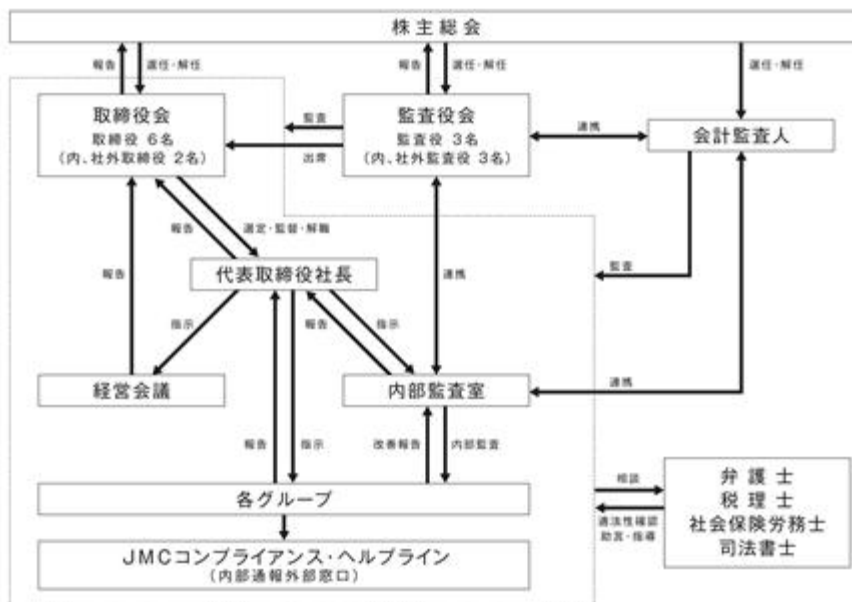 株主総会
報告
選任・解任
報告
選任・解任
選任・解任
取締役会
取締役 6名
(内、社外取締役 2名)
監査
出席
監査役会
監査役 3名
(内、社外監査役 3名)
連携
会計監査人
報告
選定・監督・解職
報告
代表取締役社長
連携
監査
指示
報告
指示
経営会議
内部監査室
連携
報告
指示
改善報告
内部監査
各グループ
相談
適法性確認
助言・指導
弁護士
税理士
社会保険労務士
司法書士
JMCコンプライアンス・ヘルプライン
(内部通報外部窓口)